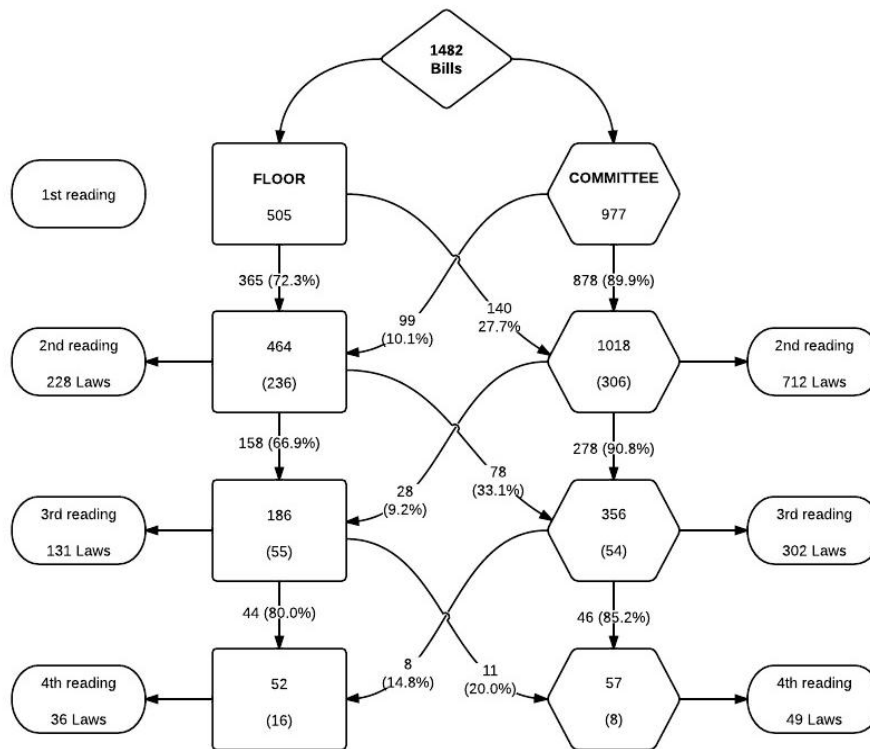 1482
Bills
FLOOR
505
COMMITTEE
977
1st reading
365 (72.3%)
99
(10.1%)
140
27.7%
878 (89.9%)
2nd reading
228 Laws
464
(236)
1018
(306)
2nd reading
712 Laws
158 (66.9%)
28
(9.2%)
78
(33.1%)
278 (90.8%)
3rd reading
131 Laws
186
(55)
356
(54)
3rd reading
302 Laws
44 (80.0%)
8
(14.8%)
11
(20.0%)
46 (85.2%)
4th reading
36 Laws
52
(16)
57
(8)
4th reading
49 Laws